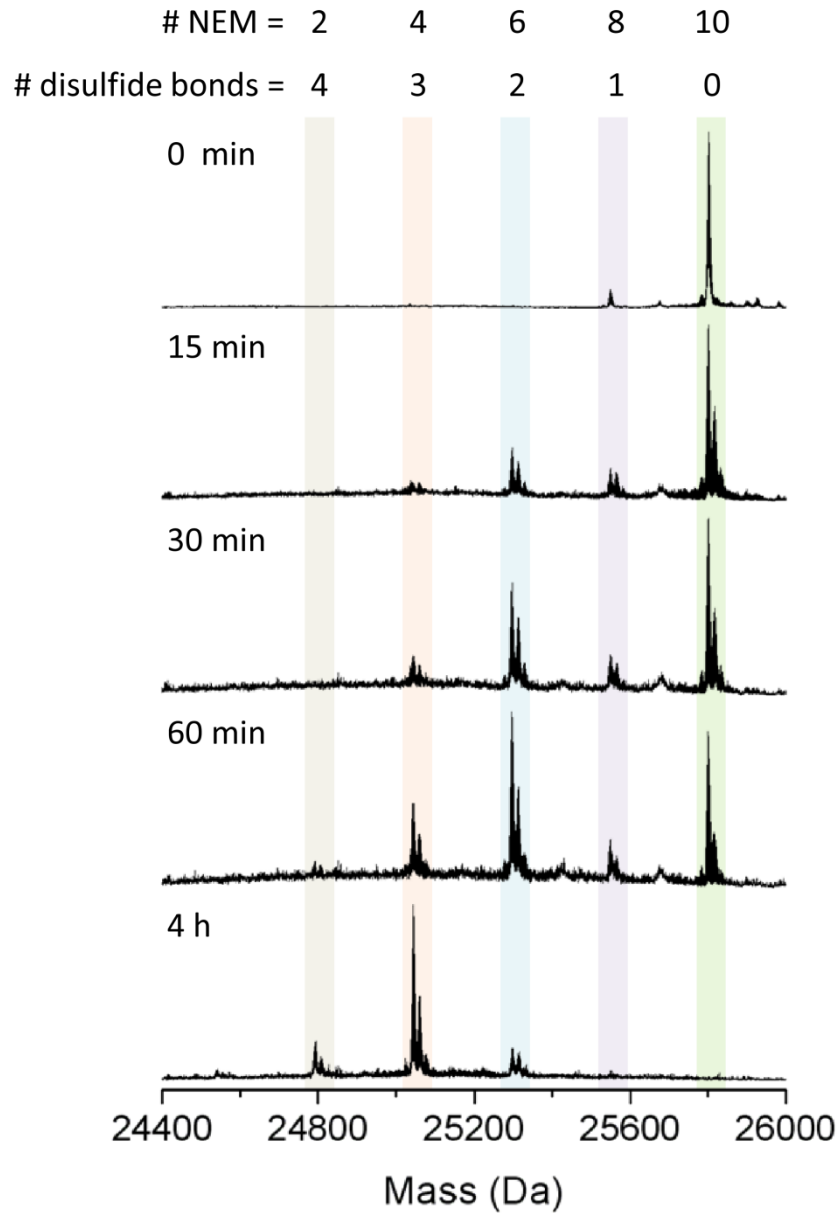 # NEM = 2 4 6 8 10
# disulfide bonds = 4 3 2 1 0
0 min
15 min
30 min
60 min
4 h
24400 24800 25200 25600 26000
Mass (Da)